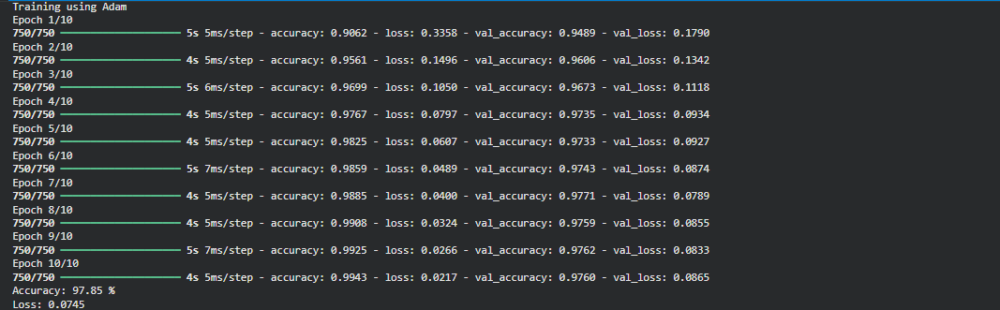 Training using Adam
Epoch 1/10
750/750 ━━━━━━━━━━━━━━━━━━━━ 5s 5ms/step - accuracy: 0.9062 - loss: 0.3358 - val_accuracy: 0.9489 - val_loss: 0.1790
Epoch 2/10
750/750 ━━━━━━━━━━━━━━━━━━━━ 4s 5ms/step - accuracy: 0.9561 - loss: 0.1496 - val_accuracy: 0.9606 - val_loss: 0.1342
Epoch 3/10
750/750 ━━━━━━━━━━━━━━━━━━━━ 5s 6ms/step - accuracy: 0.9699 - loss: 0.1050 - val_accuracy: 0.9673 - val_loss: 0.1118
Epoch 4/10
750/750 ━━━━━━━━━━━━━━━━━━━━ 4s 5ms/step - accuracy: 0.9767 - loss: 0.0797 - val_accuracy: 0.9735 - val_loss: 0.0934
Epoch 5/10
750/750 ━━━━━━━━━━━━━━━━━━━━ 4s 5ms/step - accuracy: 0.9825 - loss: 0.0607 - val_accuracy: 0.9733 - val_loss: 0.0927
Epoch 6/10
750/750 ━━━━━━━━━━━━━━━━━━━━ 5s 7ms/step - accuracy: 0.9859 - loss: 0.0489 - val_accuracy: 0.9743 - val_loss: 0.0874
Epoch 7/10
750/750 ━━━━━━━━━━━━━━━━━━━━ 4s 5ms/step - accuracy: 0.9885 - loss: 0.0400 - val_accuracy: 0.9771 - val_loss: 0.0789
Epoch 8/10
750/750 ━━━━━━━━━━━━━━━━━━━━ 4s 5ms/step - accuracy: 0.9908 - loss: 0.0324 - val_accuracy: 0.9759 - val_loss: 0.0855
Epoch 9/10
750/750 ━━━━━━━━━━━━━━━━━━━━ 5s 7ms/step - accuracy: 0.9925 - loss: 0.0266 - val_accuracy: 0.9762 - val_loss: 0.0833
Epoch 10/10
750/750 ━━━━━━━━━━━━━━━━━━━━ 4s 5ms/step - accuracy: 0.9943 - loss: 0.0217 - val_accuracy: 0.9760 - val_loss: 0.0865
Accuracy: 97.85 %
Loss: 0.0745